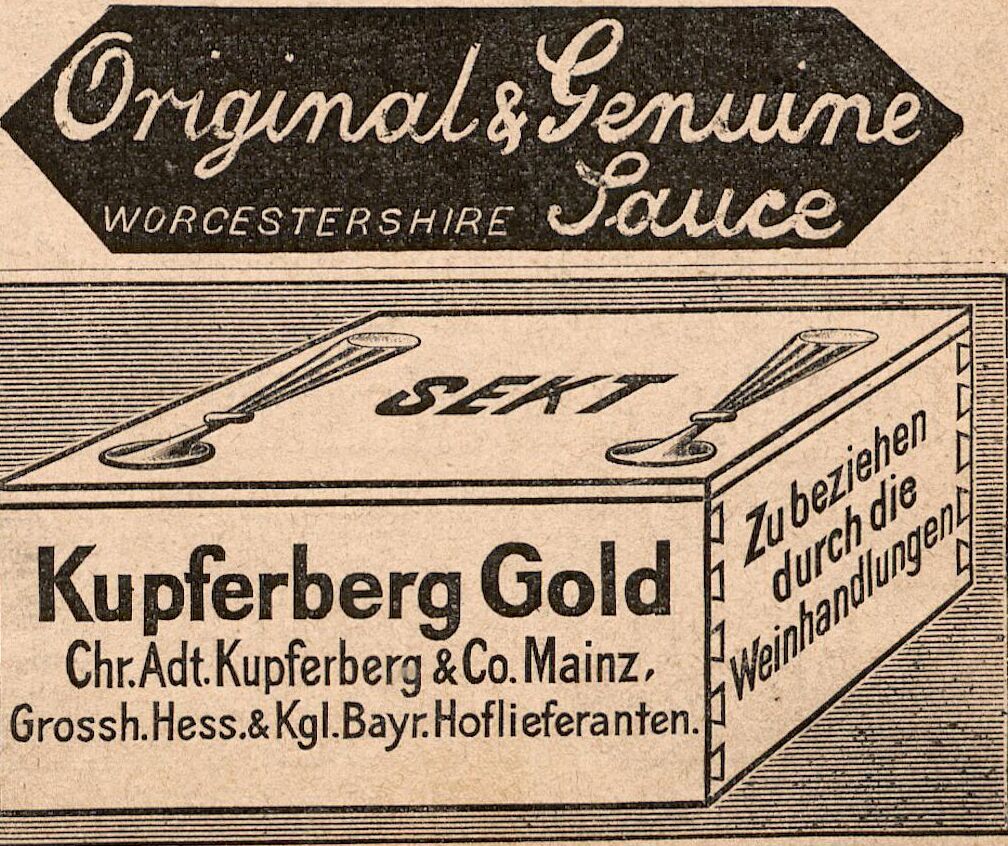 Original & Genuine
WORCESTERSHIRE Sauce
SEKT
Kupferberg Gold
Chr. Adt. Kupferberg & Co. Mainz,
Grossh. Hess. & Kgl. Bayr. Hoflieferanten.
Zu beziehen
durch die
Weinhandlungen